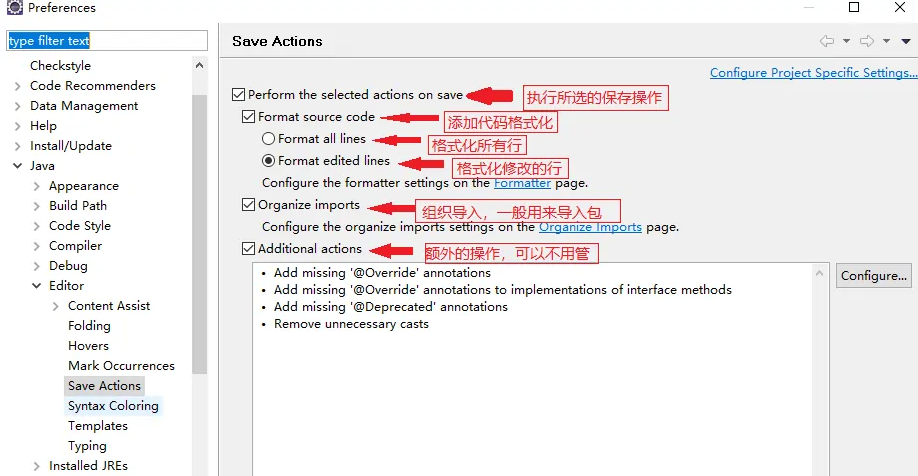 Preferences
type filter text
Save Actions
Checkstyle
Code Recommenders
Data Management
Help
Install/Update
Java
Appearance
Build Path
Code Style
Compiler
Debug
Editor
Content Assist
Folding
Hovers
Mark Occurrences
Save Actions
Syntax Coloring
Templates
Typing
Installed JREs
Configure Project Specific Settings...
Perform the selected actions on save 执行所选的保存操作
Format source code 添加代码格式化
Format all lines 格式化所有行
Format edited lines 格式化修改的行
Configure the formatter settings on the Formatter page.
Organize imports 组织导入，一般用来导入包
Configure the organize imports settings on the Organize Imports page.
Additional actions 额外的操作，可以不用管
• Add missing '@Override' annotations
• Add missing '@Override' annotations to implementations of interface methods
• Add missing '@Deprecated' annotations
• Remove unnecessary casts
Configure...